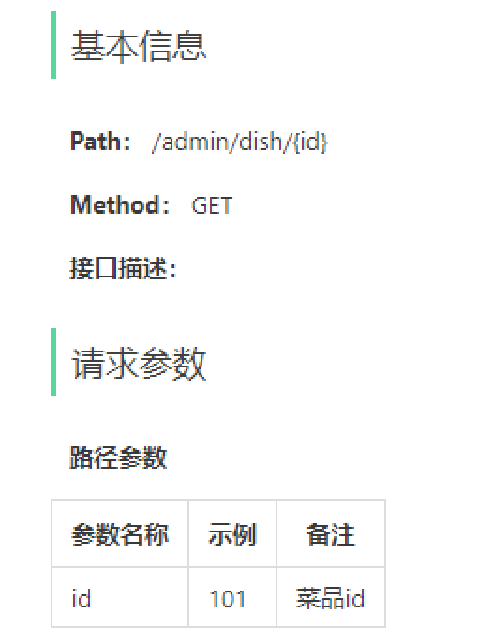 基本信息
Path： /admin/dish/{id}
Method： GET
接口描述：
请求参数
路径参数
参数名称 示例 备注
id 101 菜品id